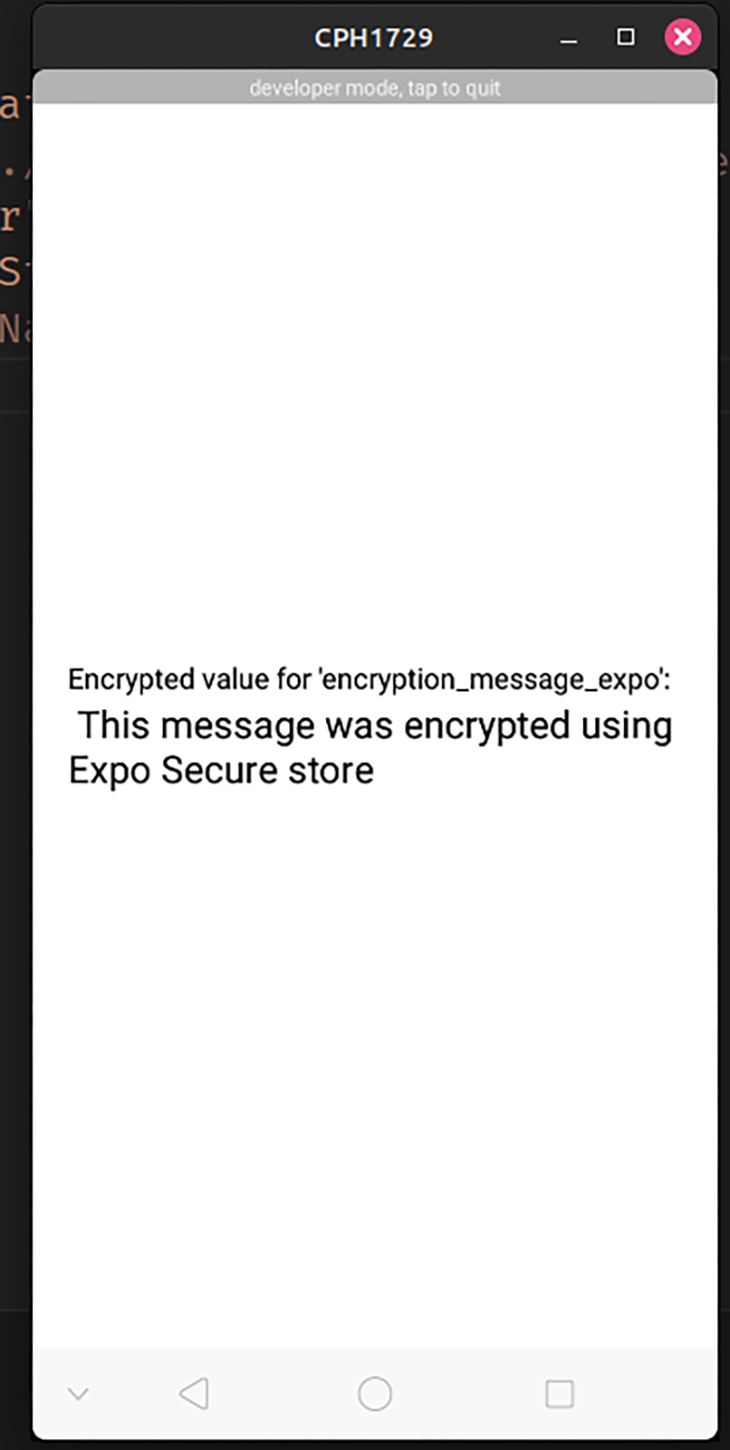 CPH1729
developer mode, tap to quit
Encrypted value for 'encryption_message_expo':
This message was encrypted using
Expo Secure store